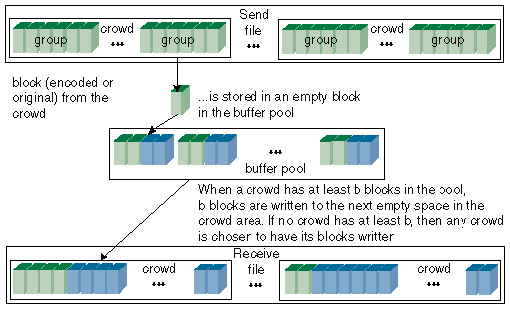 Send
crowd crowd
group ... group file group ... group
...
block (encoded or
original) from the
crowd
...is stored in an empty block
in the buffer pool
...
buffer pool
When a crowd has at least b blocks in the pool,
b blocks are written to the next empty space in the
crowd area. If no crowd has at least b, then any crowd
is choser to have its blocks writter
Receive
crowd file crowd
... ... ...